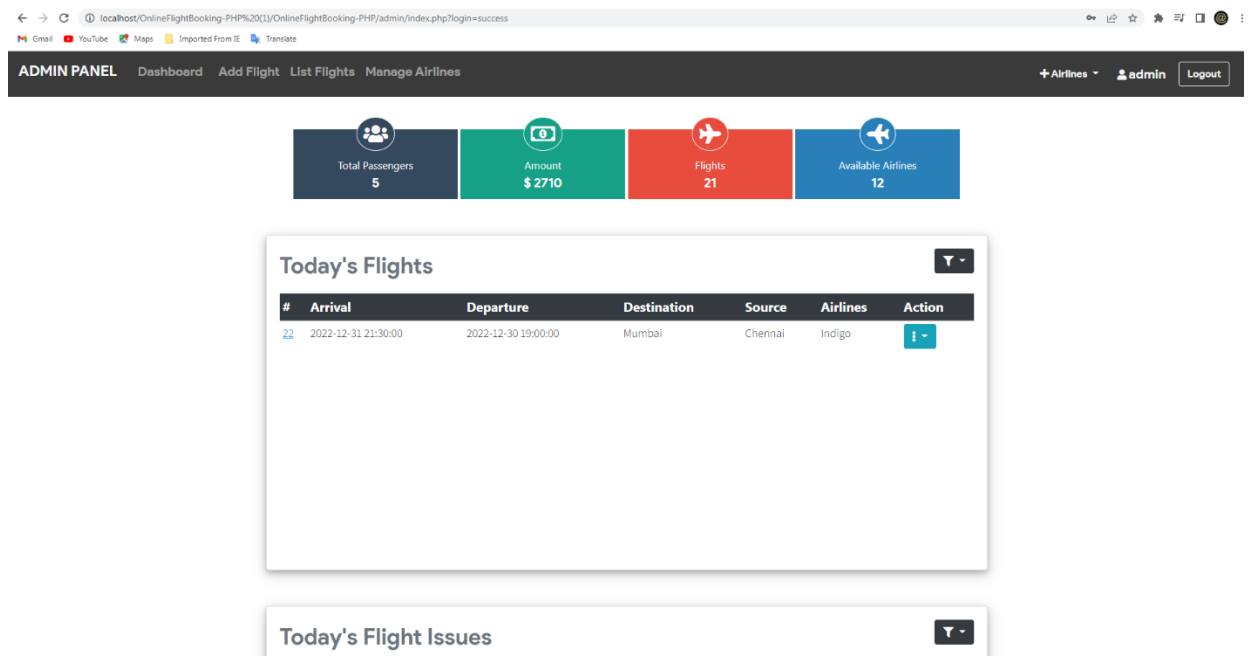 localhost/OnlineFlightBooking-PHP%20(1)/OnlineFlightBooking-PHP/admin/index.php?login=success
Gmail YouTube Maps Imported From IE Translate
ADMIN PANEL Dashboard Add Flight List Flights Manage Airlines + Airlines admin Logout
Total Passengers Amount Flights Available Airlines
5 $ 2710 21 12
Today's Flights
# Arrival Departure Destination Source Airlines Action
22 2022-12-31 21:30:00 2022-12-30 19:00:00 Mumbai Chennai Indigo
Today's Flight Issues